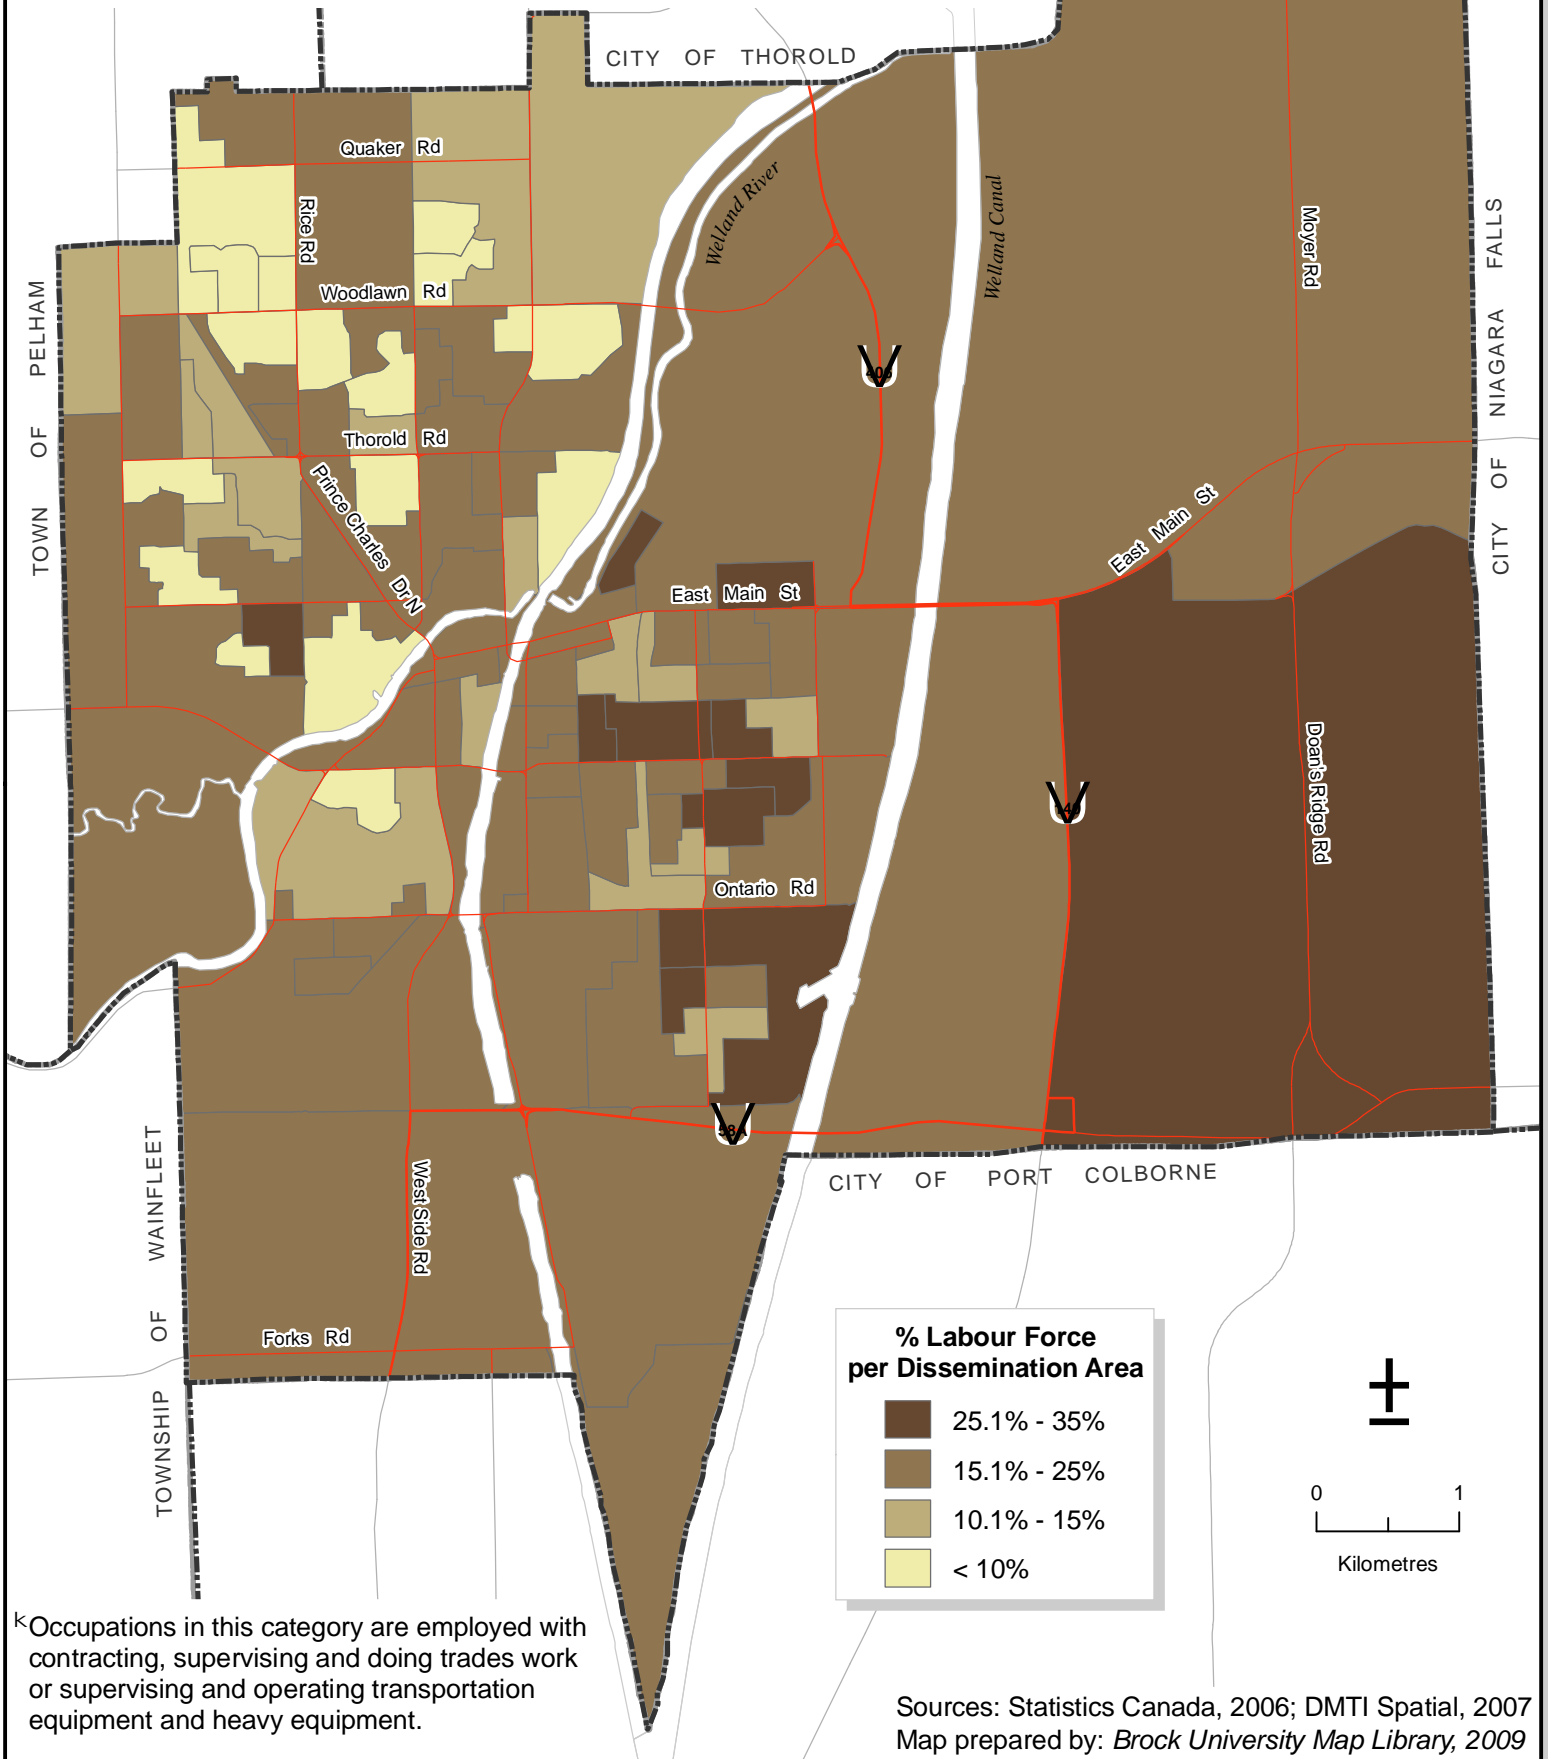 CITY OF THOROLD
Quaker Rd
Rice Rd
Welland River
Welland Canal
Moyer Rd
CITY OF NIAGARA FALLS
Woodlawn Rd
TOWN OF PELHAM
406
Thorold Rd
Prince Charles Dr N
East Main St
East Main St
Doan's Ridge Rd
140
Ontario Rd
58A
CITY OF PORT COLBORNE
West Side Rd
TOWNSHIP OF WAINFLEET
Forks Rd
% Labour Force
per Dissemination Area
25.1% - 35%
15.1% - 25%
10.1% - 15%
< 10%
0 1
Kilometres
Occupations in this category are employed with
contracting, supervising and doing trades work
or supervising and operating transportation
equipment and heavy equipment.
Sources: Statistics Canada, 2006; DMTI Spatial, 2007
Map prepared by: Brock University Map Library, 2009